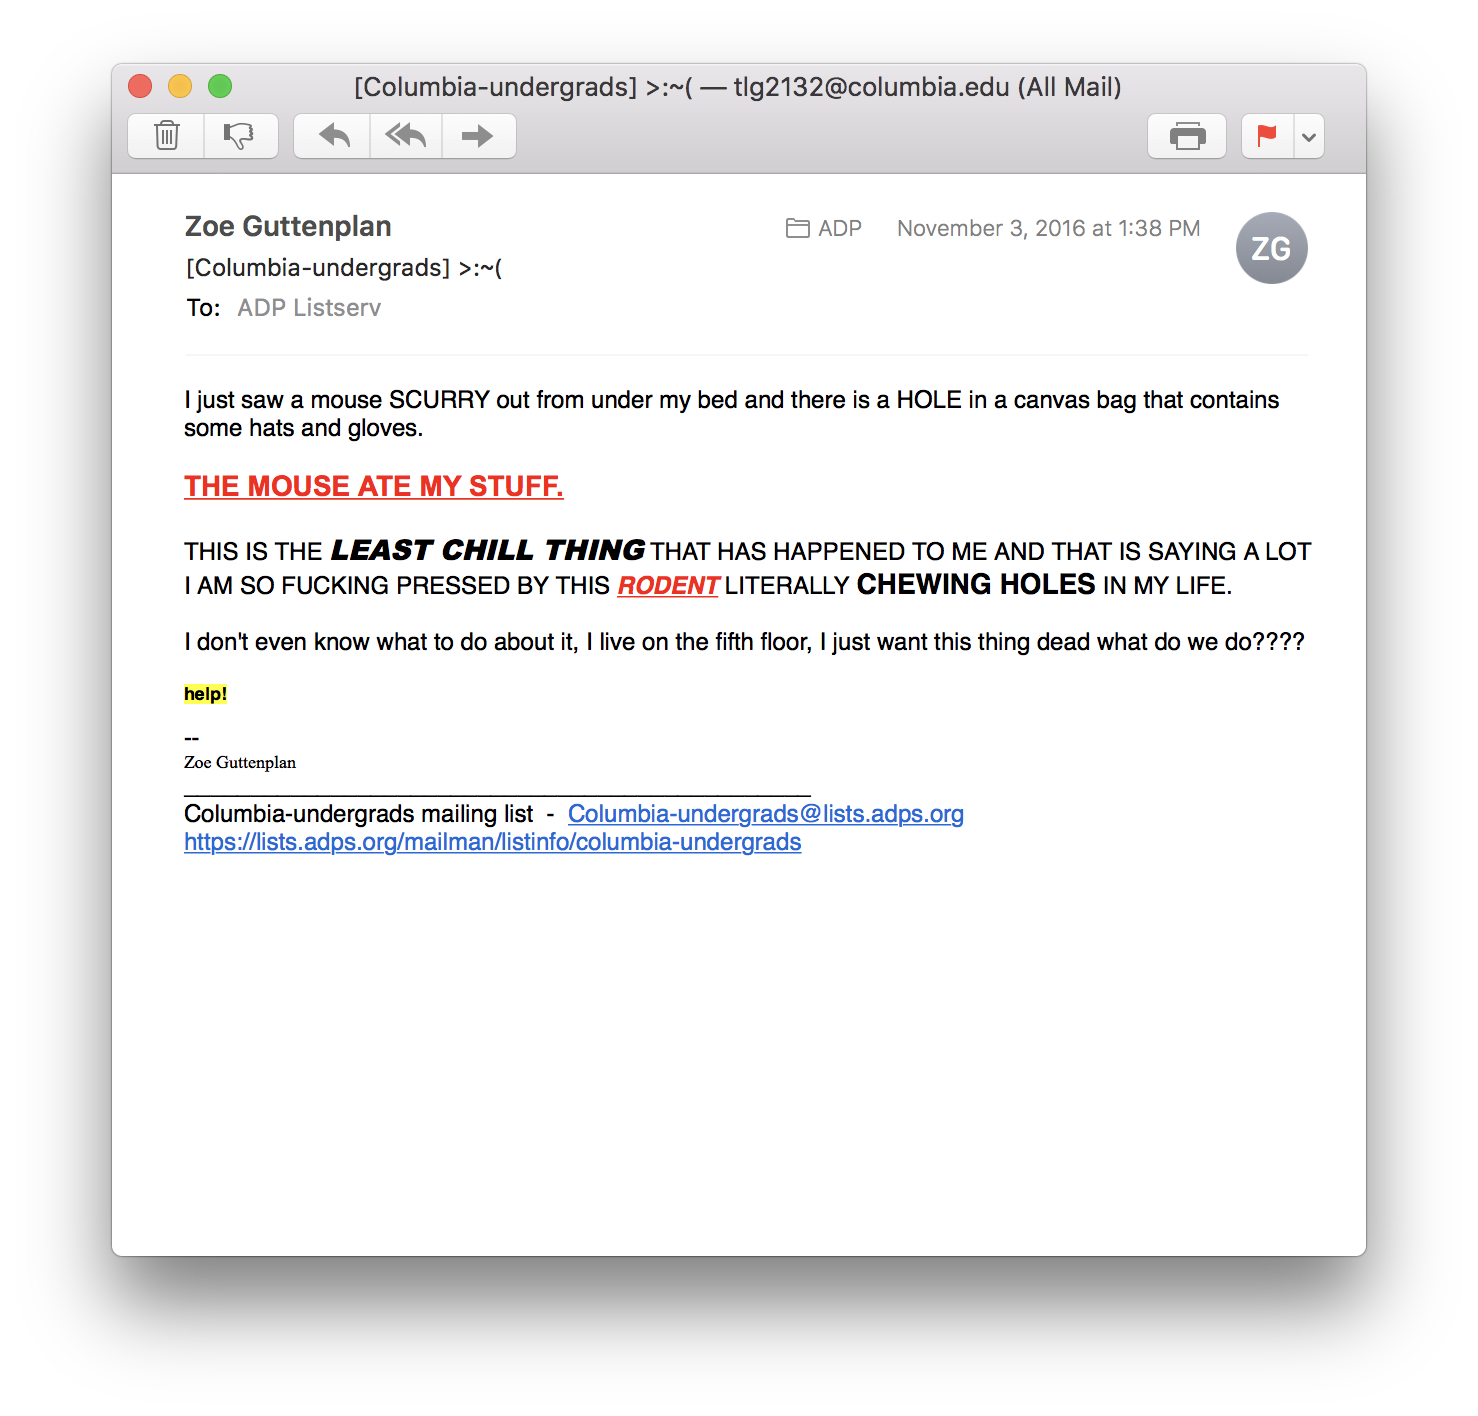 [Columbia-undergrads] >:~( — tlg2132@columbia.edu (All Mail)
Zoe Guttenplan
ADP
November 3, 2016 at 1:38 PM
ZG
[Columbia-undergrads] >:~(
To: ADP Listserv
I just saw a mouse SCURRY out from under my bed and there is a HOLE in a canvas bag that contains
some hats and gloves.
THE MOUSE ATE MY STUFF.
THIS IS THE LEAST CHILL THING THAT HAS HAPPENED TO ME AND THAT IS SAYING A LOT
I AM SO FUCKING PRESSED BY THIS RODENT LITERALLY CHEWING HOLES IN MY LIFE.
I don't even know what to do about it, I live on the fifth floor, I just want this thing dead what do we do????
help!
--
Zoe Guttenplan
_______________________________________________
Columbia-undergrads mailing list - Columbia-undergrads@lists.adps.org
https://lists.adps.org/mailman/listinfo/columbia-undergrads